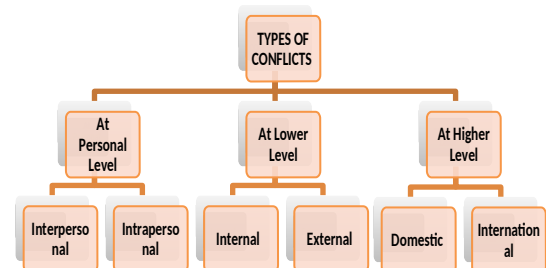 TYPES OF
CONFLICTS
At
Personal
Level
At Lower
Level
At Higher
Level
Interperso
nal
Intraperso
nal
Internal
External
Domestic
Internation
al